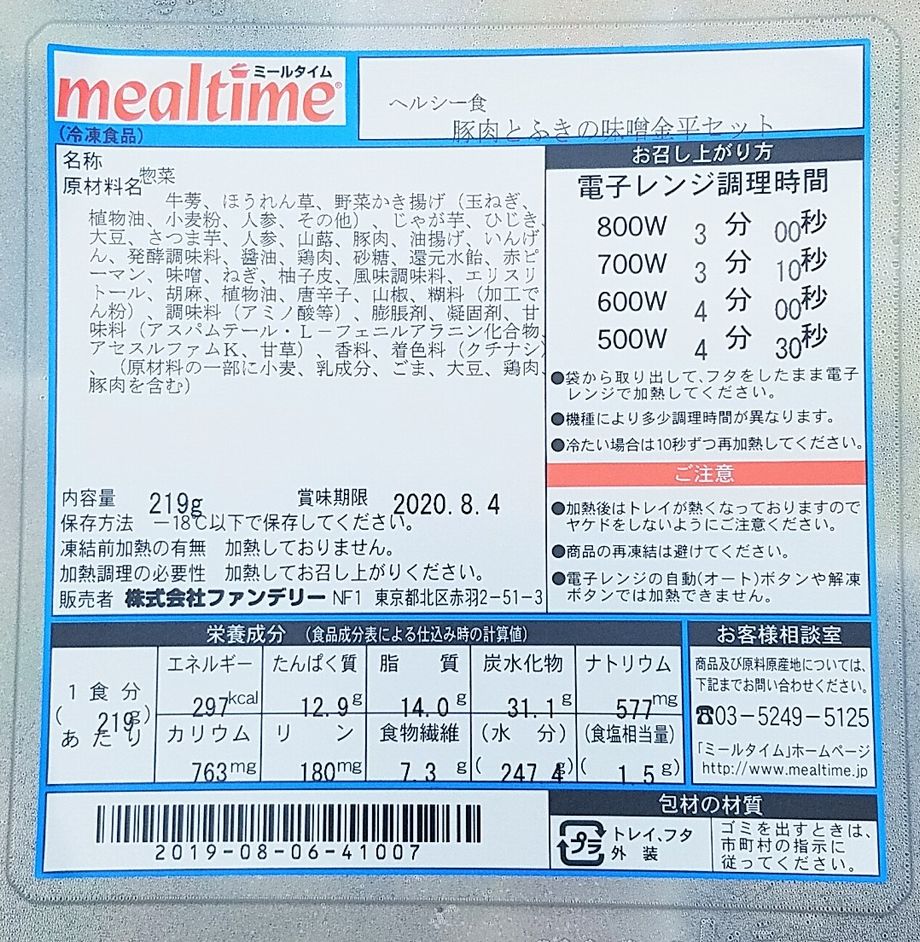 ミールタイム
mealtime®
(冷凍食品)
ヘルシー食
豚肉とふきの味噌金平セット
名称 惣菜
原材料名
牛蒡、ほうれん草、野菜かき揚げ（玉ねぎ、
植物油、小麦粉、人参、その他）、じゃが芋、ひじき、
大豆、さつま芋、人参、山蕗、豚肉、油揚げ、いんげ
ん、発酵調味料、醤油、鶏肉、砂糖、還元水飴、赤ピ
ーマン、味噌、ねぎ、柚子皮、風味調味料、エリスリ
トール、胡麻、植物油、唐辛子、山椒、糊料（加工で
ん粉）、調味料（アミノ酸等）、膨脹剤、凝固剤、甘
味料（アスパムテール・Ｌ－フェニルアラニン化合物、
アセスルファムＫ、甘草）、香料、着色料（クチナシ）
、（原材料の一部に小麦、乳成分、ごま、大豆、鶏肉、
豚肉を含む）
内容量 219g 賞味期限 2020.8.4
保存方法 －18℃以下で保存してください。
凍結前加熱の有無 加熱しておりません。
加熱調理の必要性 加熱してお召し上がりください。
販売者 株式会社ファンデリー NF1 東京都北区赤羽2-51-3
お召し上がり方
電子レンジ調理時間
800W 3 分 00秒
700W 3 分 10秒
600W 4 分 00秒
500W 4 分 30秒
●袋から取り出して、フタをしたまま電子
レンジで加熱してください。
●機種により多少調理時間が異なります。
●冷たい場合は10秒ずつ再加熱してください。
ご注意
●加熱後はトレイが熱くなっておりますので
ヤケドをしないようにご注意ください。
●商品の再凍結は避けてください。
●電子レンジの自動(オート)ボタンや解凍
ボタンでは加熱できません。
栄養成分 (食品成分表による仕込み時の計算値)
1食分
( 219g)
あたり
エネルギー たんぱく質 脂質 炭水化物 ナトリウム
297kcal 12.9g 14.0g 31.1g 577mg
カリウム リン 食物繊維 (水分) (食塩相当量)
763mg 180mg 7.3g ( 247.4g) ( 1.5g)
お客様相談室
商品及び原料原産地については、
下記までお問い合わせください。
☎03-5249-5125
「ミールタイム」ホームページ
http://www.mealtime.jp
2019-08-06-41007
包材の材質
プラ
トレイ、フタ
外装
ゴミを出すときは、
市町村の指示に
従ってください。